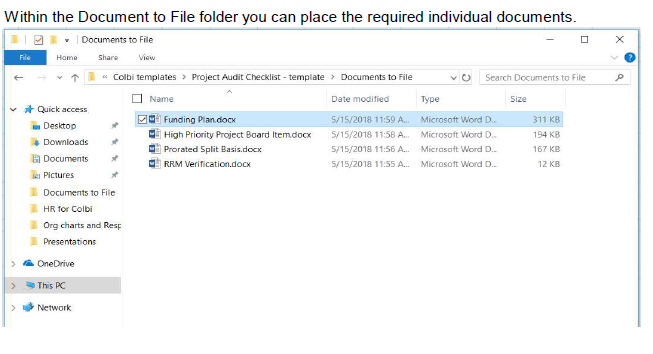 Within the Document to File folder you can place the required individual documents.
Documents to File
File Home Share View
« Colbi templates > Project Audit Checklist - template > Documents to File
Search Documents to File
Name Date modified Type Size
Quick access
Funding Plan.docx 5/15/2018 11:59 A... Microsoft Word D... 311 KB
Desktop
High Priority Project Board Item.docx 5/15/2018 11:58 A... Microsoft Word D... 194 KB
Downloads
Prorated Split Basis.docx 5/15/2018 11:56 A... Microsoft Word D... 167 KB
Documents
RRM Verification.docx 5/15/2018 11:55 A... Microsoft Word D... 12 KB
Pictures
Documents to File
HR for Colbi
Org charts and Resp
Presentations
OneDrive
This PC
Network